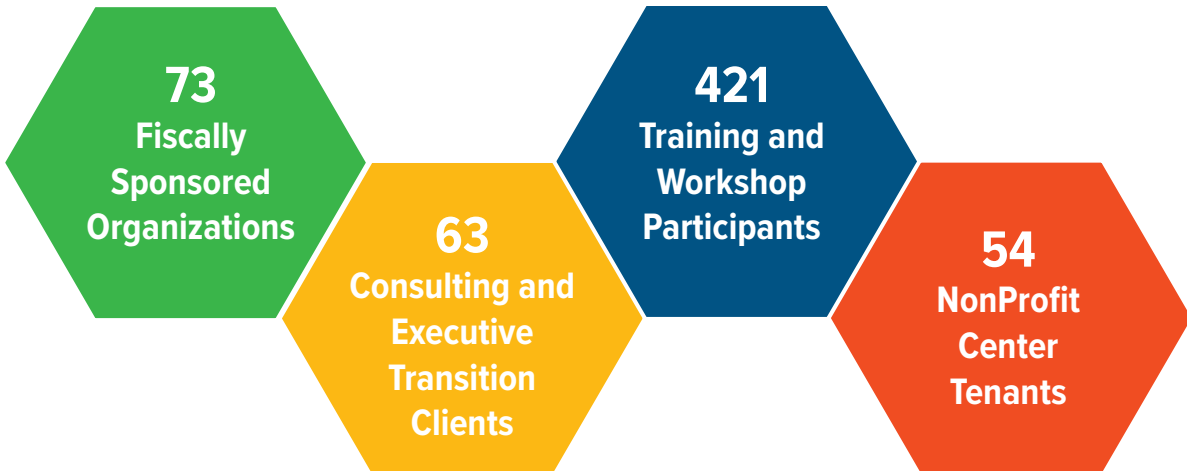 73
Fiscally
Sponsored
Organizations
63
Consulting and
Executive
Transition
Clients
421
Training and
Workshop
Participants
54
NonProfit
Center
Tenants